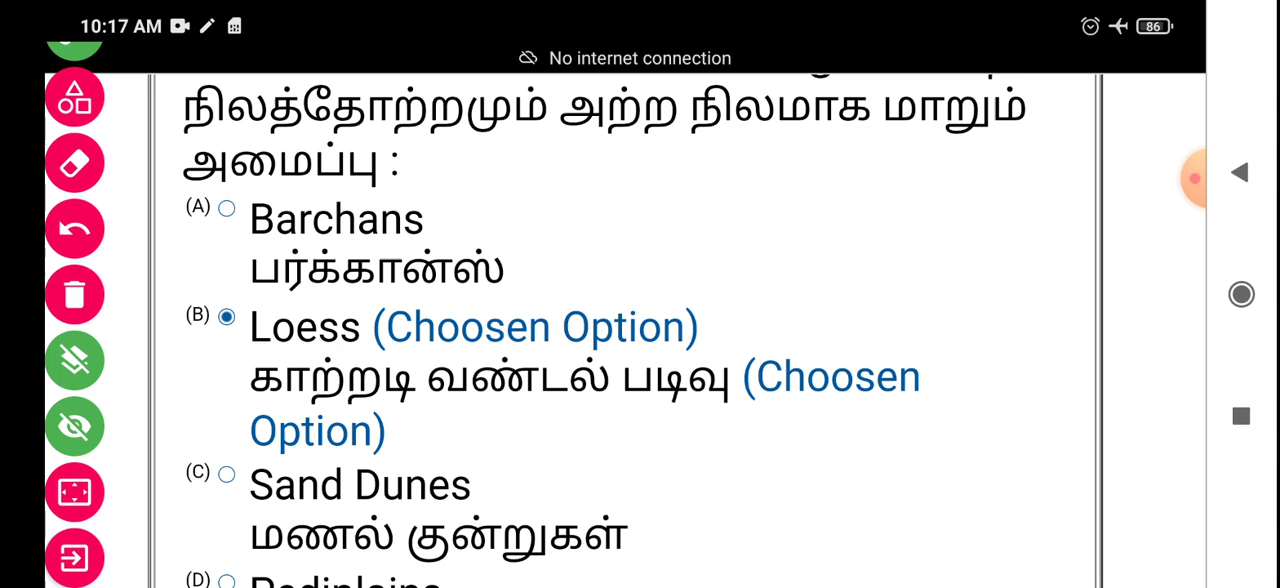 10:17 AM
86
No internet connection
நிலத்தோற்றமும் அற்ற நிலமாக மாறும்
அமைப்பு :
(A) Barchans
பர்க்கான்ஸ்
(B) Loess (Choosen Option)
காற்றடி வண்டல் படிவு (Choosen
Option)
(C) Sand Dunes
மணல் குன்றுகள்
(D)